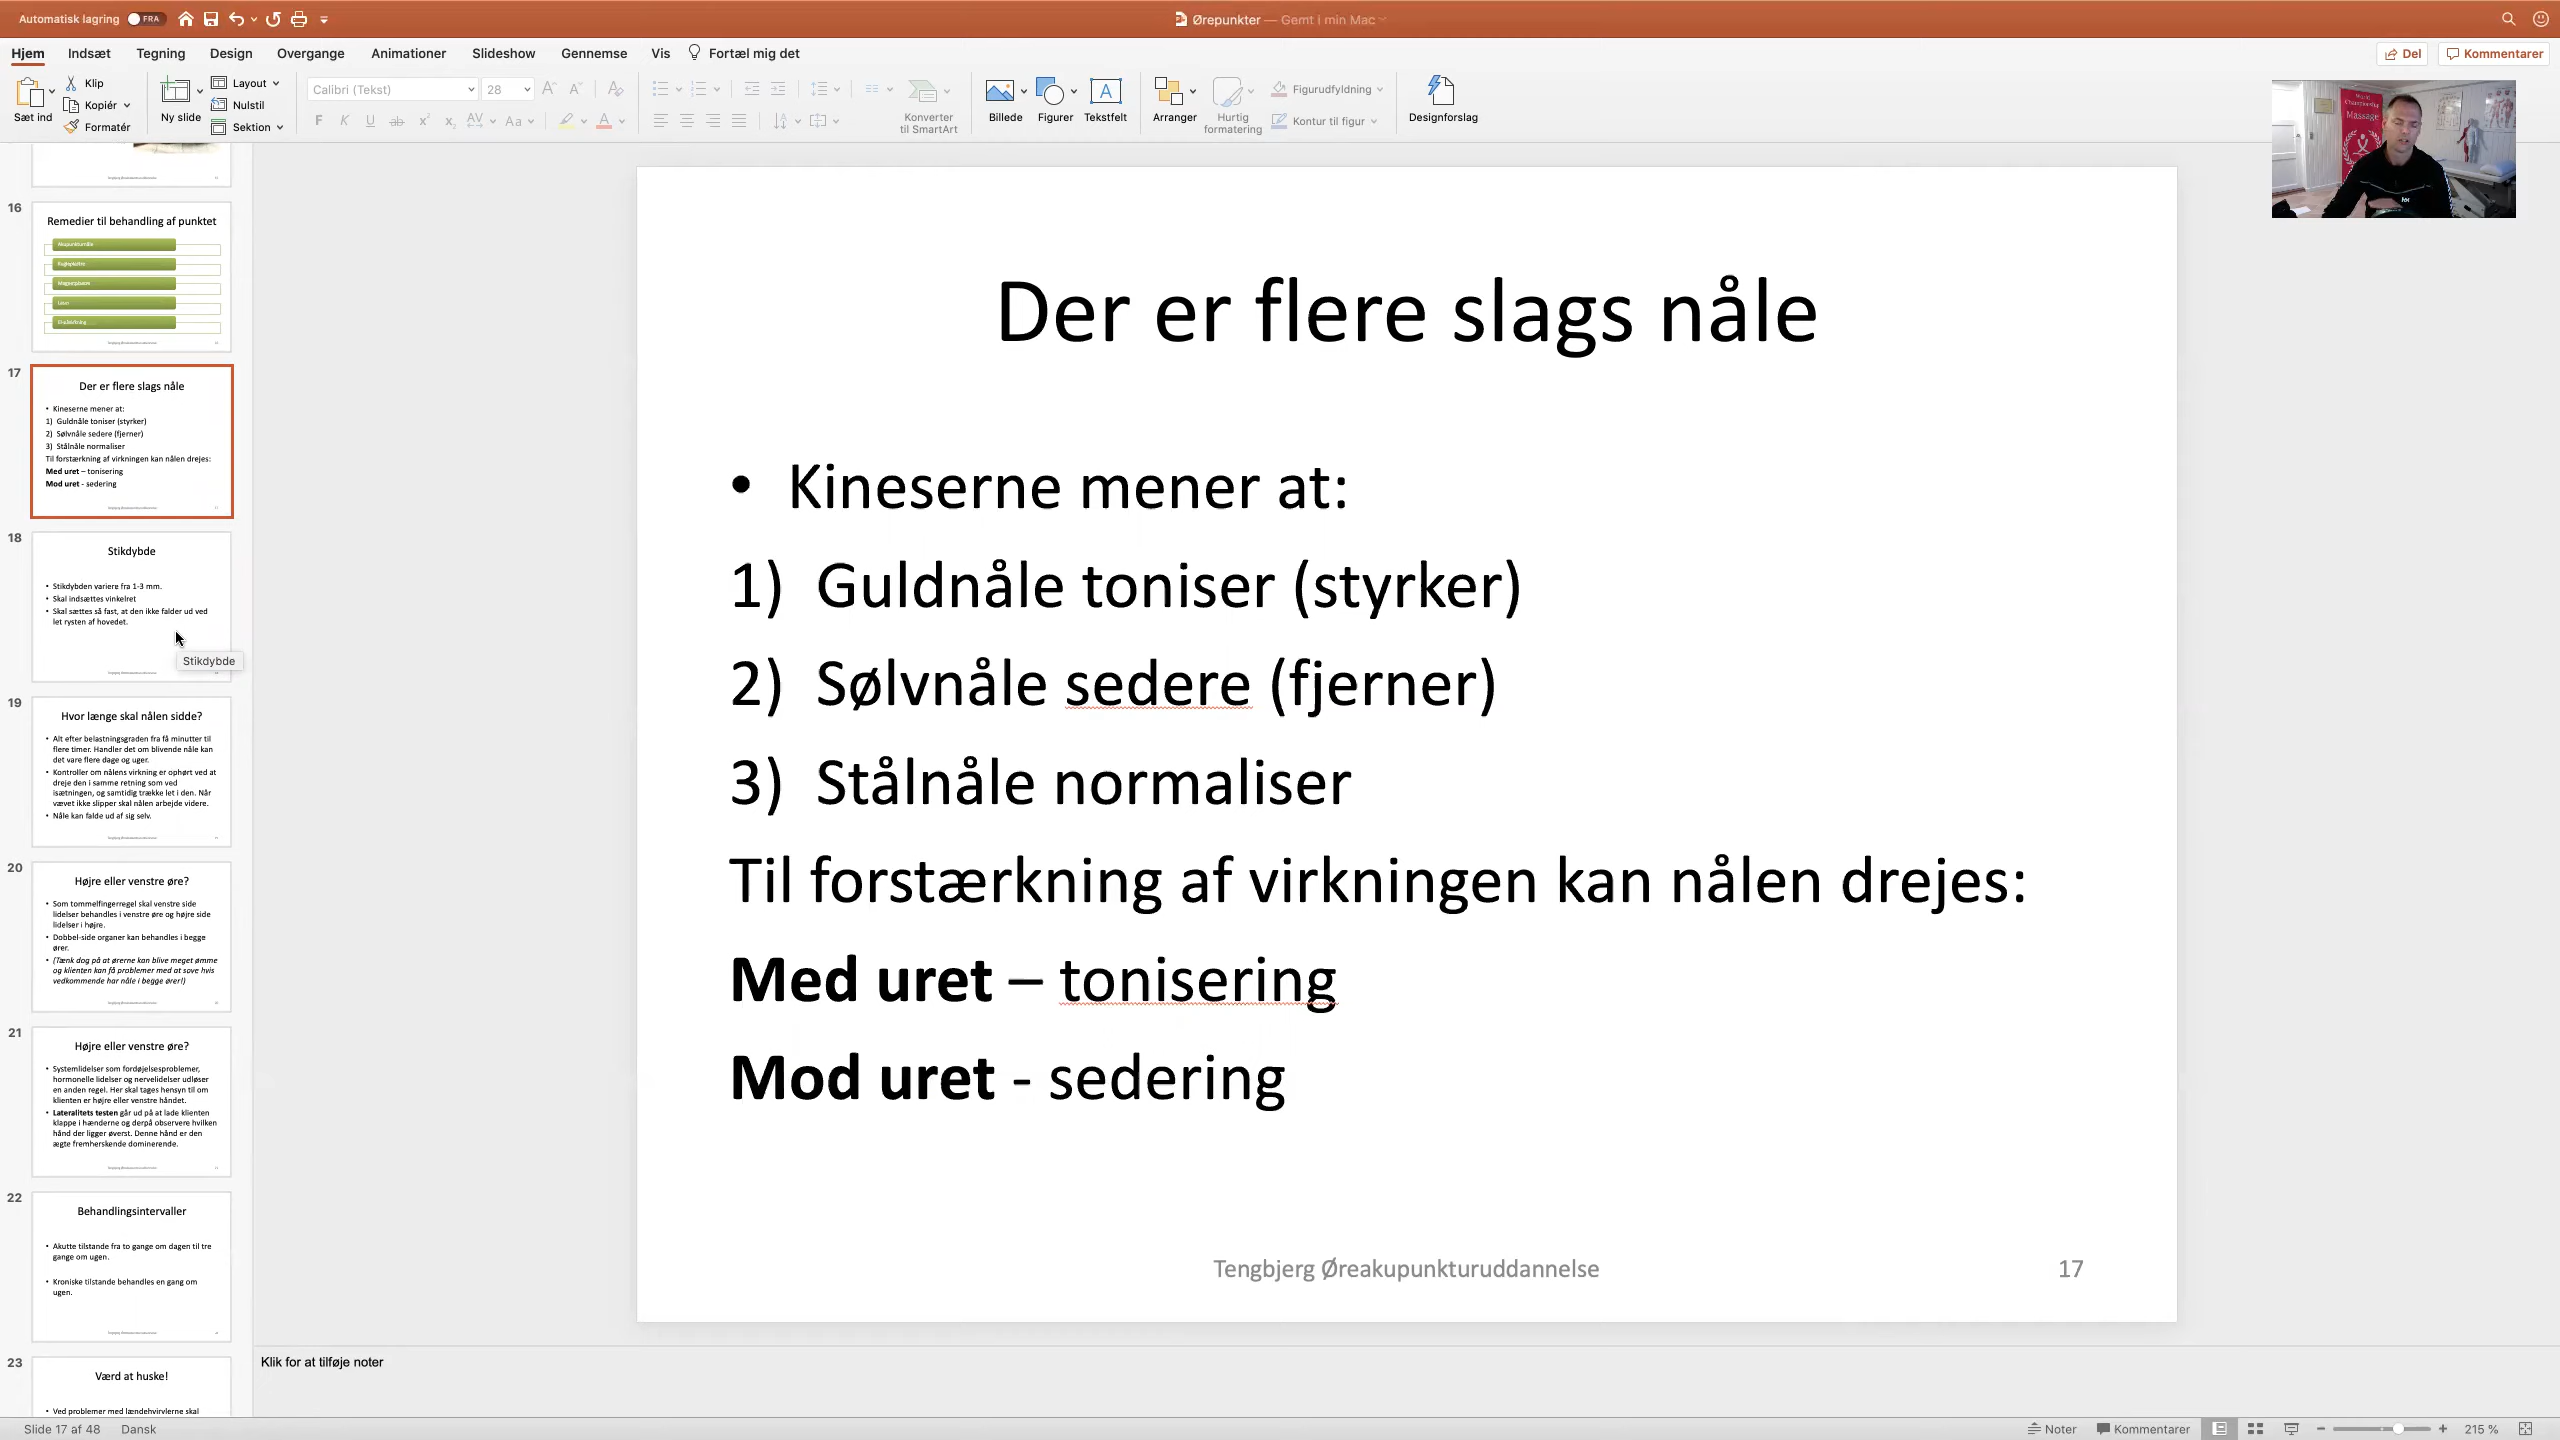 Automatisk lagring FRA
Ørepunkter — Gemt i min Mac
Hjem Indsæt Tegning Design Overgange Animationer Slideshow Gennemse Vis Fortæl mig det
Del Kommentarer
Sæt ind
Klip
Kopiér
Formatér
Ny slide
Layout
Nulstil
Sektion
Calibri (Tekst) 28
F K U ab x² x₂ AV Aa A
Konverter
til SmartArt
Billede
Figurer
Tekstfelt
Arranger
Hurtig
formatering
Figurudfyldning
Kontur til figur
Designforslag
World
Championship
Massage
16
Remedier til behandling af punktet
17
Der er flere slags nåle
• Kineserne mener at:
1) Guldnåle toniser (styrker)
2) Sølvnåle sedere (fjerner)
3) Stålnåle normaliser
Til forstærkning af virkningen kan nålen drejes:
Med uret – tonisering
Mod uret - sedering
18
Stikdybde
• Stikdybden variere fra 1-3 mm.
• Skal indsættes vinkelret
• Skal sættes så fast, at den ikke falder ud ved
let rysten af hovedet.
Stikdybde
19
Hvor længe skal nålen sidde?
• Alt efter belastningsgraden fra få minutter til
flere timer. Handler det om blivende nåle kan
det vare flere dage og uger.
• Kontroller om nålens virkning er ophørt ved at
dreje den i samme retning som ved
isætningen, og samtidig trække let i den. Når
vævet ikke slipper skal nålen arbejde videre.
• Nåle kan falde ud af sig selv.
20
Højre eller venstre øre?
• Som tommelfingerregel skal venstre side
lidelser behandles i venstre øre og højre side
lidelser i højre.
• Dobbel-side organer kan behandles i begge
ører.
• (Tænk dog på at ørerne kan blive meget ømme
og klienten kan få problemer med at sove hvis
vedkommende har nåle i begge ører!)
21
Højre eller venstre øre?
• Systemlidelser som fordøjelsesproblemer,
hormonelle lidelser og nervelidelser udløser
en anden regel. Her skal tages hensyn til om
klienten er højre eller venstre håndet.
• Lateralitets testen går ud på at lade klienten
klappe i hænderne og derpå observere hvilken
hånd der ligger øverst. Denne hånd er den
ægte fremherskende dominerende.
22
Behandlingsintervaller
• Akutte tilstande fra to gange om dagen til tre
gange om ugen.
• Kroniske tilstande behandles en gang om
ugen.
23
Værd at huske!
• Ved problemer med lændehvirvlerne skal
Der er flere slags nåle
• Kineserne mener at:
1) Guldnåle toniser (styrker)
2) Sølvnåle sedere (fjerner)
3) Stålnåle normaliser
Til forstærkning af virkningen kan nålen drejes:
Med uret – tonisering
Mod uret - sedering
Tengbjerg Øreakupunkturuddannelse 17
Klik for at tilføje noter
Slide 17 af 48 Dansk
Noter Kommentarer 215 %